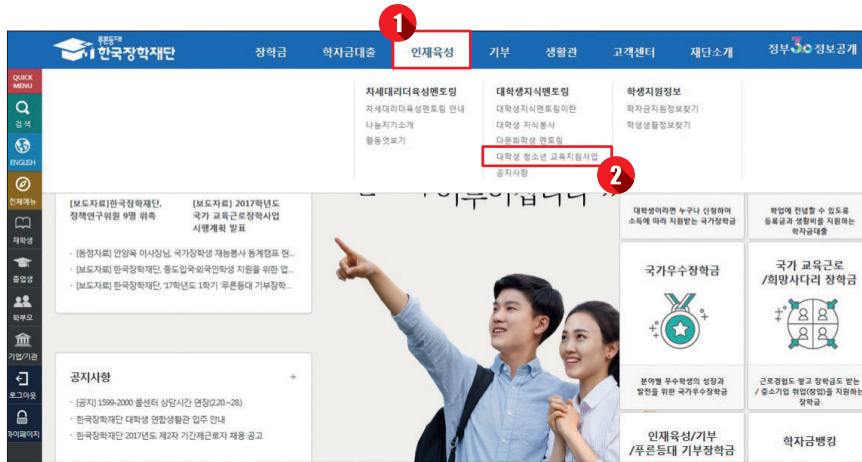 1
푸른등대
한국장학재단
장학금
학자금대출
인재육성
기부
생활관
고객센터
재단소개
정부3.0 정보공개
QUICK
MENU
검색
ENGLISH
전체메뉴
재학생
졸업생
학부모
기업/기관
로그아웃
마이페이지
차세대리더육성멘토링
차세대리더육성멘토링 안내
나눔지기소개
활동엿보기
대학생지식멘토링
대학생지식멘토링이란
대학생 지식봉사
다문화학생 멘토링
대학생 청소년 교육지원사업
공지사항
2
학생지원정보
학자금지원정보찾기
학생생활정보찾기
[보도자료]한국장학재단,
정책연구위원 9명 위촉
[보도자료] 2017학년도
국가 교육근로장학사업
시행계획 발표
· [동정자료] 안양옥 이사장님, 국가장학생 재능봉사 동계캠프 현...
· [보도자료] 한국장학재단, 중도입국·외국인학생 지원을 위한 업...
· [보도자료] 한국장학재단, '17학년도 1학기 '푸른등대 기부장학...
공지사항 +
· [공지] 1599-2000 콜센터 상담시간 연장(2.20.~28.)
· 한국장학재단 대학생 연합생활관 입주 안내
· 한국장학재단 2017년도 제2차 기간제근로자 채용 공고
대학생이라면 누구나 신청하여
소득에 따라 지원받는 국가장학금
학업에 전념할 수 있도록
등록금과 생활비를 지원하는
학자금대출
국가우수장학금
국가 교육근로
/희망사다리 장학금
분야별 우수학생의 성장과
발전을 위한 국가우수장학금
근로경험도 쌓고 장학금도 받는
/ 중소기업 취업(창업)을 지원하는
장학금
인재육성/기부
/푸른등대 기부장학금
학자금뱅킹